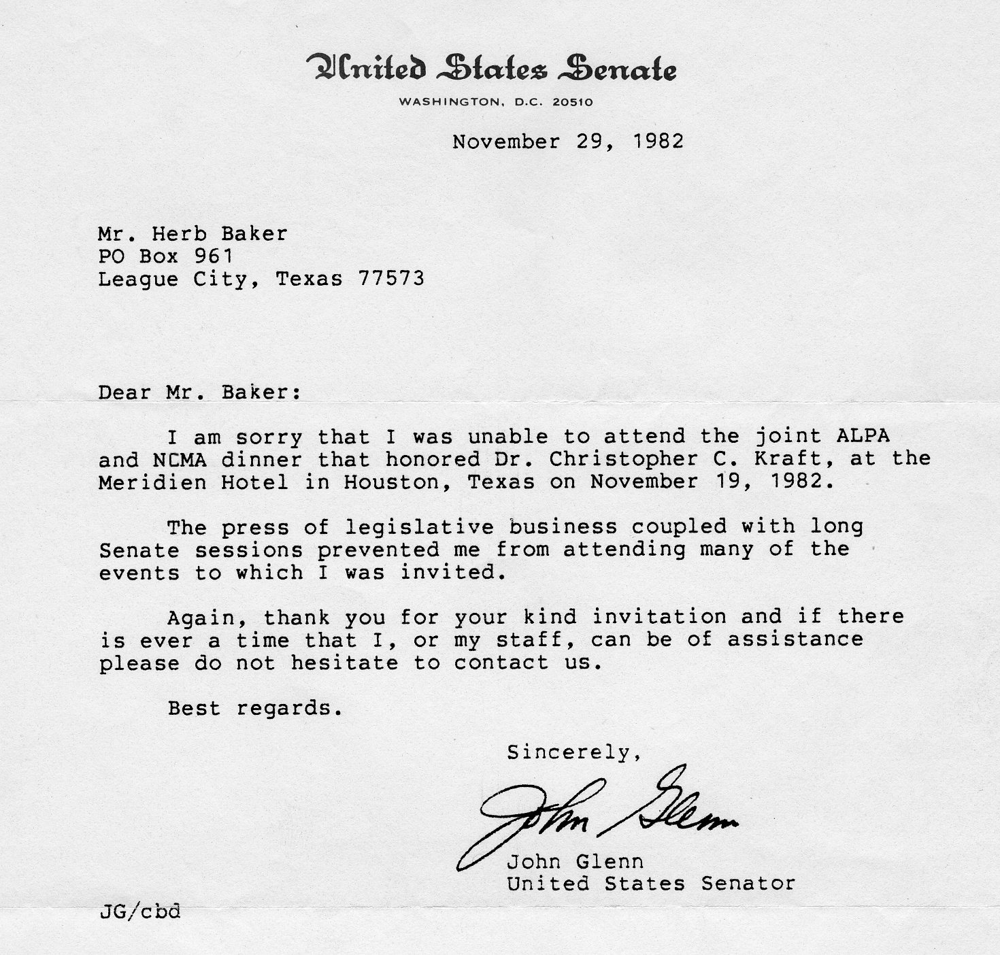 United States Senate
WASHINGTON, D.C. 20510
November 29, 1982
Mr. Herb Baker
PO Box 961
League City, Texas 77573
Dear Mr. Baker:
I am sorry that I was unable to attend the joint ALPA
and NCMA dinner that honored Dr. Christopher C. Kraft, at the
Meridien Hotel in Houston, Texas on November 19, 1982.
The press of legislative business coupled with long
Senate sessions prevented me from attending many of the
events to which I was invited.
Again, thank you for your kind invitation and if there
is ever a time that I, or my staff, can be of assistance
please do not hesitate to contact us.
Best regards.
Sincerely,
John Glenn
John Glenn
United States Senator
JG/cbd